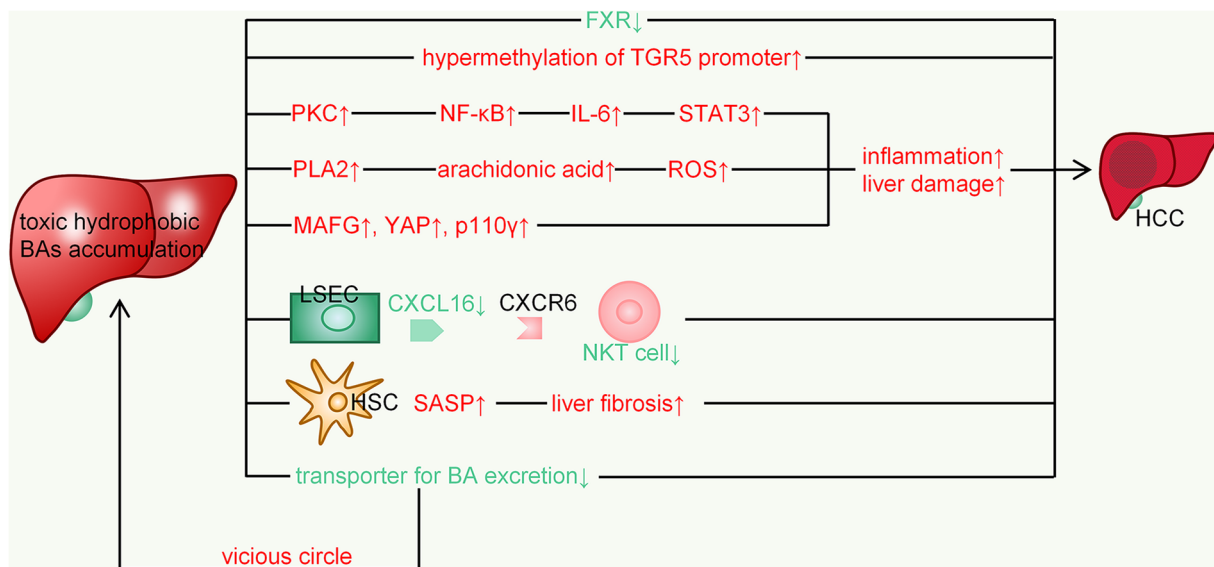 FXR↓
hypermethylation of TGR5 promoter↑
PKC↑ NF-κB↑ IL-6↑ STAT3↑
inflammation↑
liver damage↑
PLA2↑ arachidonic acid↑ ROS↑
MAFG↑, YAP↑, p110γ↑
toxic hydrophobic
BAs accumulation
HCC
LSEC CXCL16↓ CXCR6
NKT cell↓
HSC SASP↑ liver fibrosis↑
transporter for BA excretion↓
vicious circle